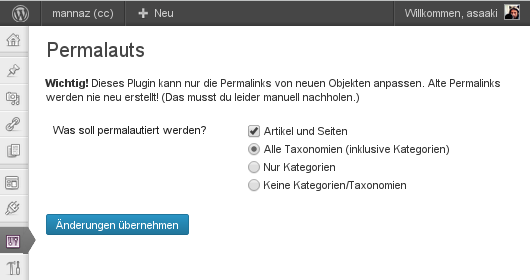 mannaz (cc) + Neu Willkommen, asaaki
Permalauts
Wichtig! Dieses Plugin kann nur die Permalinks von neuen Objekten anpassen. Alte Permalinks
werden nie neu erstellt! (Das musst du leider manuell nachholen.)
Was soll permalautiert werden?
Artikel und Seiten
Alle Taxonomien (inklusive Kategorien)
Nur Kategorien
Keine Kategorien/Taxonomien
Änderungen übernehmen